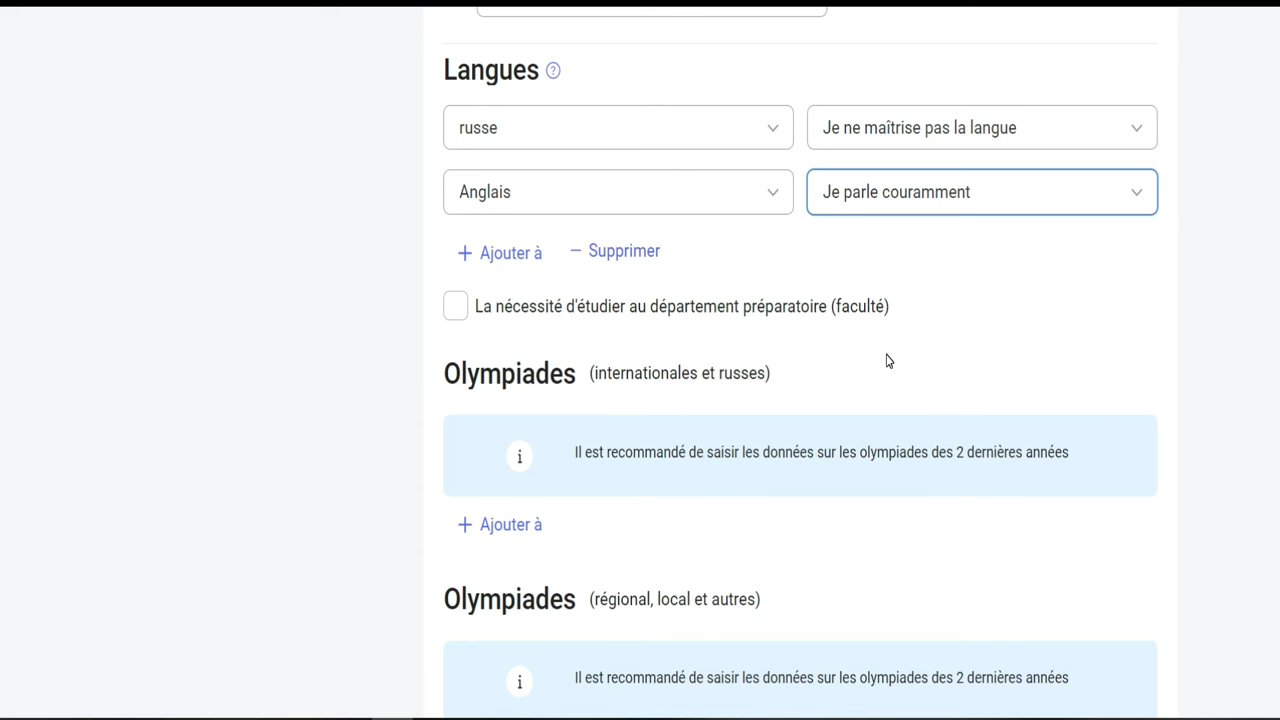 Langues ?
russe
Je ne maîtrise pas la langue
Anglais
Je parle couramment
+ Ajouter à
− Supprimer
La nécessité d'étudier au département préparatoire (faculté)
Olympiades (internationales et russes)
i Il est recommandé de saisir les données sur les olympiades des 2 dernières années
+ Ajouter à
Olympiades (régional, local et autres)
i Il est recommandé de saisir les données sur les olympiades des 2 dernières années